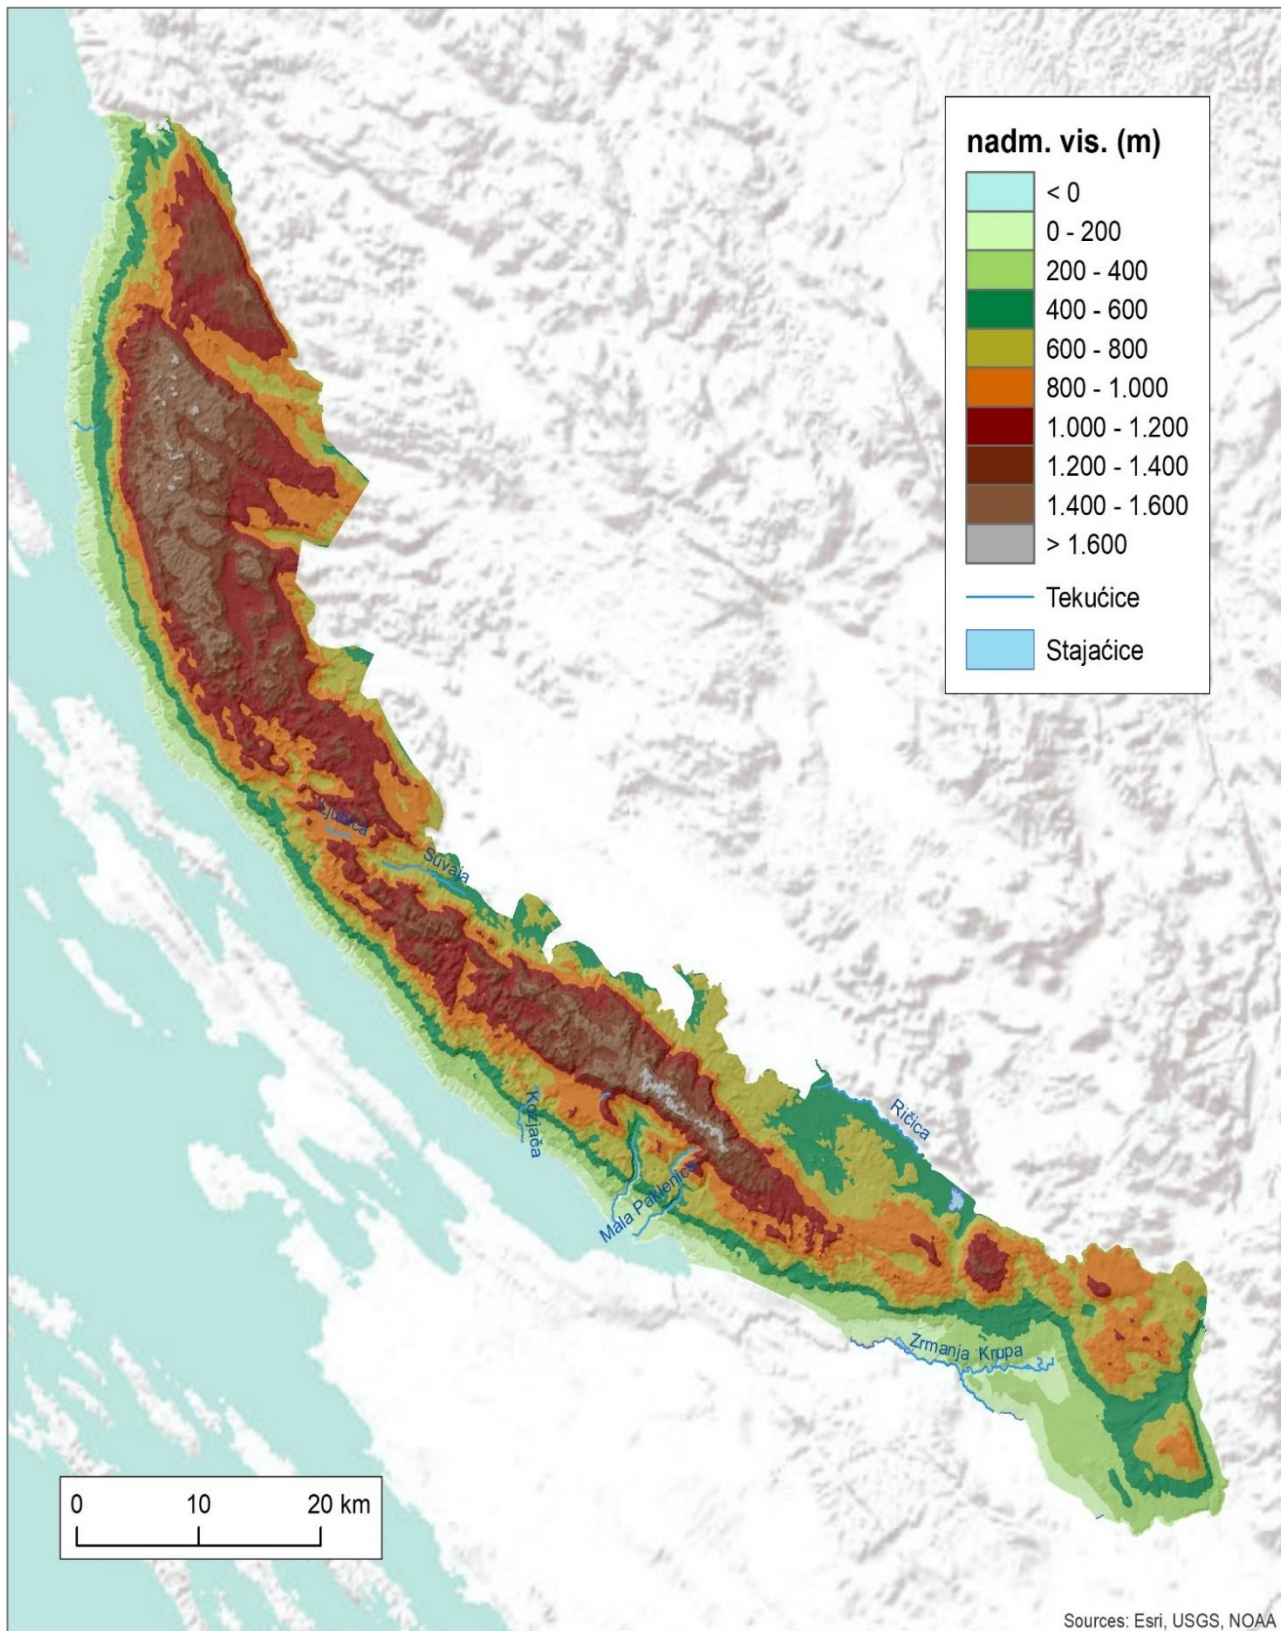 nadm. vis. (m)
< 0
0 - 200
200 - 400
400 - 600
600 - 800
800 - 1.000
1.000 - 1.200
1.200 - 1.400
1.400 - 1.600
> 1.600
Tekućice
Stajaćice
Ljubica
Suvaja
Kozjača
Mala Paklenica
Ričica
Zrmanja Krupa
0 10 20 km
Sources: Esri, USGS, NOAA